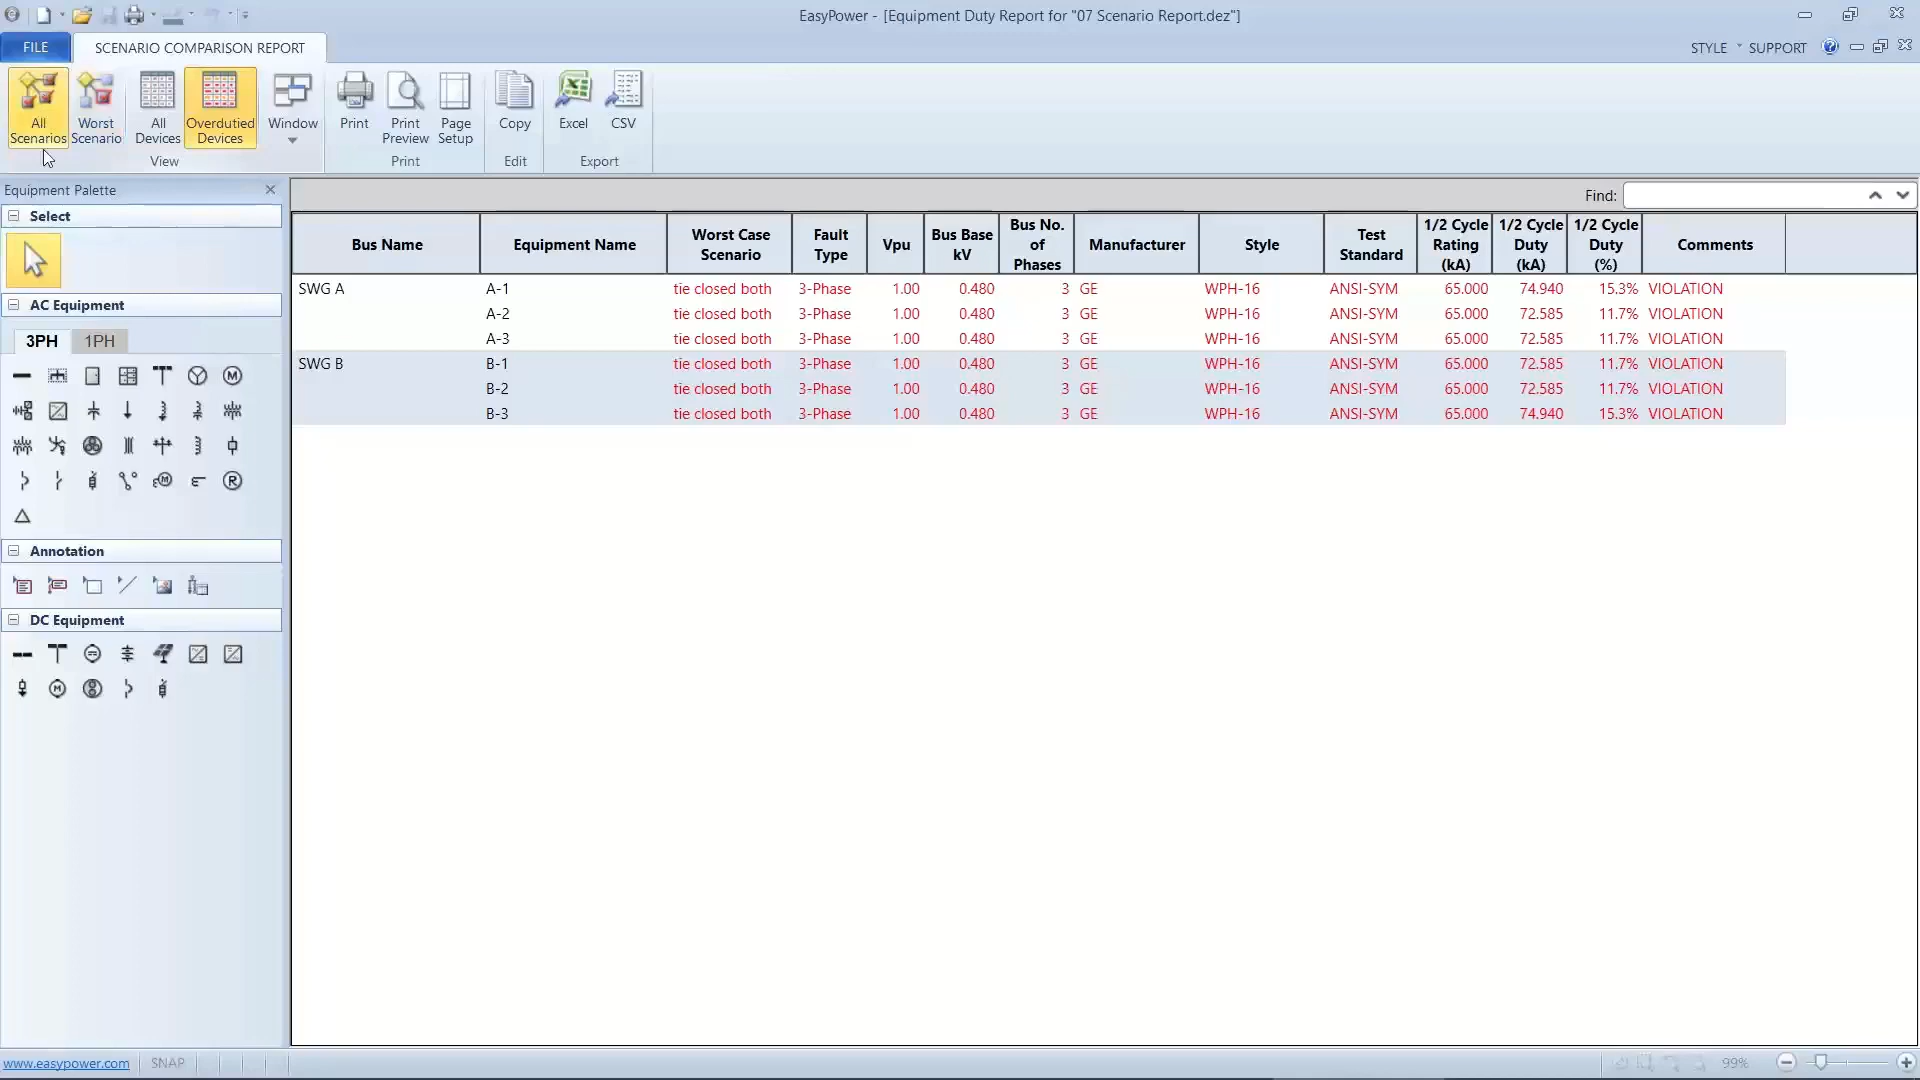 EasyPower - [Equipment Duty Report for "07 Scenario Report.dez"]
FILE
SCENARIO COMPARISON REPORT
STYLE
SUPPORT
All Scenarios
Worst Scenario
All Devices
Overdutied Devices
Window
View
Print
Print Preview
Page Setup
Print
Copy
Edit
Excel
CSV
Export
Equipment Palette
Select
AC Equipment
3PH
1PH
Annotation
DC Equipment
Find:
Bus Name
Equipment Name
Worst Case Scenario
Fault Type
Vpu
Bus Base kV
Bus No. of Phases
Manufacturer
Style
Test Standard
1/2 Cycle Rating (kA)
1/2 Cycle Duty (kA)
1/2 Cycle Duty (%)
Comments
SWG A A-1 tie closed both 3-Phase 1.00 0.480 3 GE WPH-16 ANSI-SYM 65.000 74.940 15.3% VIOLATION
A-2 tie closed both 3-Phase 1.00 0.480 3 GE WPH-16 ANSI-SYM 65.000 72.585 11.7% VIOLATION
A-3 tie closed both 3-Phase 1.00 0.480 3 GE WPH-16 ANSI-SYM 65.000 72.585 11.7% VIOLATION
SWG B B-1 tie closed both 3-Phase 1.00 0.480 3 GE WPH-16 ANSI-SYM 65.000 72.585 11.7% VIOLATION
B-2 tie closed both 3-Phase 1.00 0.480 3 GE WPH-16 ANSI-SYM 65.000 72.585 11.7% VIOLATION
B-3 tie closed both 3-Phase 1.00 0.480 3 GE WPH-16 ANSI-SYM 65.000 74.940 15.3% VIOLATION
www.easypower.com
SNAP
99%